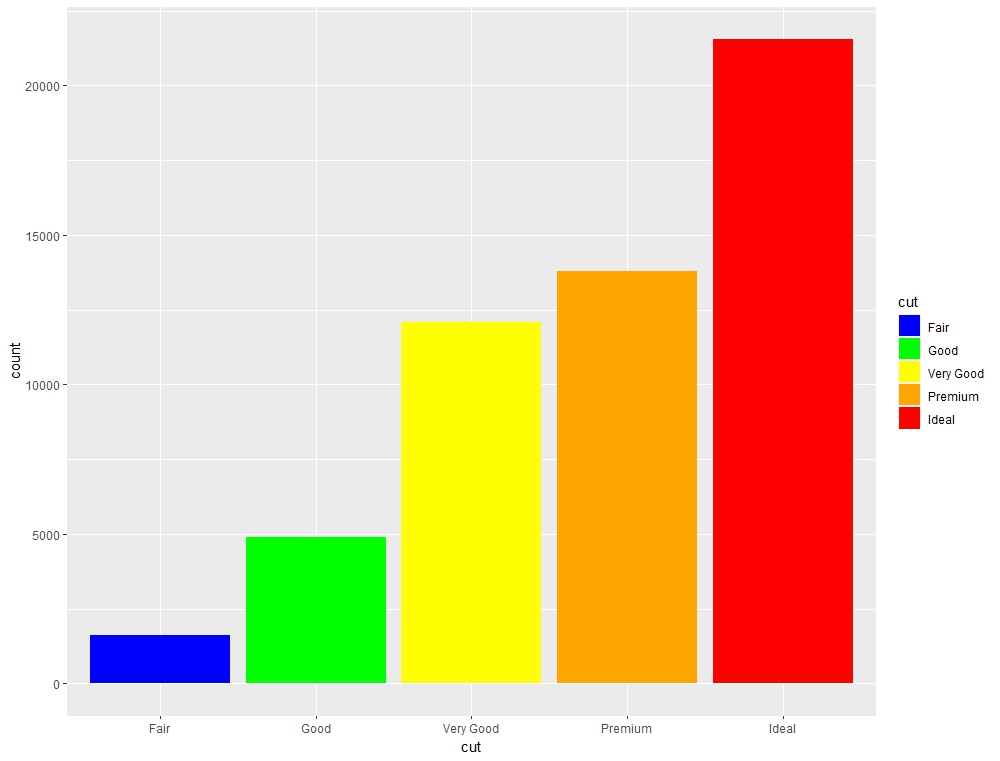 20000
15000
10000
5000
0
count
Fair
Good
Very Good
Premium
Ideal
cut
cut
Fair
Good
Very Good
Premium
Ideal